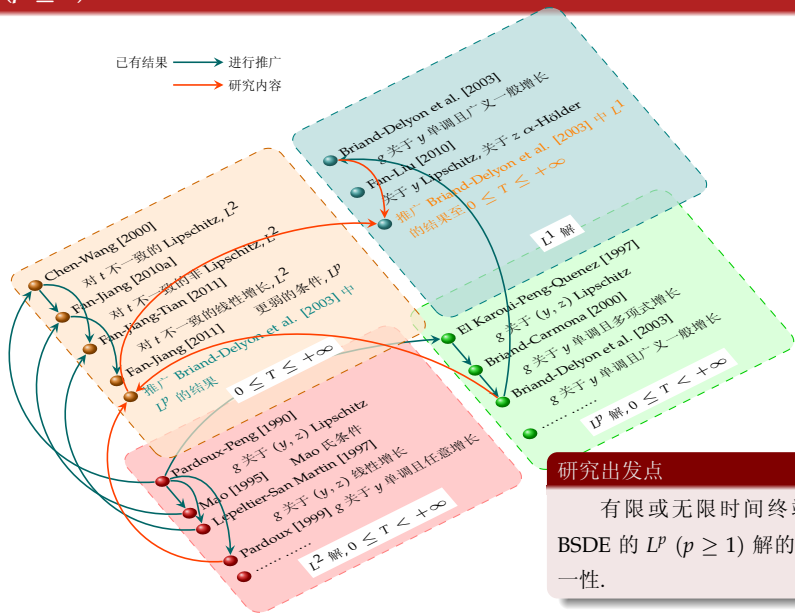 已有结果 进行推广
研究内容
Briand-Delyon et al. [2003]
g 关于 y 单调且广义一般增长
Fan-Liu [2010]
关于 y Lipschitz, 关于 z α-Hölder
推广 Briand-Delyon et al. [2003] 中 L¹
的结果至 0 ≤ T ≤ +∞
L¹ 解
Chen-Wang [2000]
对 t 不一致的 Lipschitz, L²
Fan-Jiang [2010a]
对 t 不一致的非 Lipschitz, L²
Fan-Jiang-Tian [2011]
对 t 不一致的线性增长, L²
Fan-Jiang [2011] 更弱的条件, Lᵖ
推广 Briand-Delyon et al. [2003] 中
Lᵖ 的结果
0 ≤ T ≤ +∞
El Karoui-Peng-Quenez [1997]
g 关于 (y, z) Lipschitz
Briand-Carmona [2000]
g 关于 y 单调且多项式增长
Briand-Delyon et al. [2003]
g 关于 y 单调且广义一般增长
… …
Lᵖ 解, 0 ≤ T < +∞
Pardoux-Peng [1990]
g 关于 (y, z) Lipschitz
Mao [1995] Mao 氏条件
Lepeltier-San Martin [1997]
g 关于 (y, z) 线性增长
Pardoux [1999] g 关于 y 单调且任意增长
… …
L² 解, 0 ≤ T < +∞
研究出发点
有限或无限时间终
BSDE 的 Lᵖ (p ≥ 1) 解的
一性.